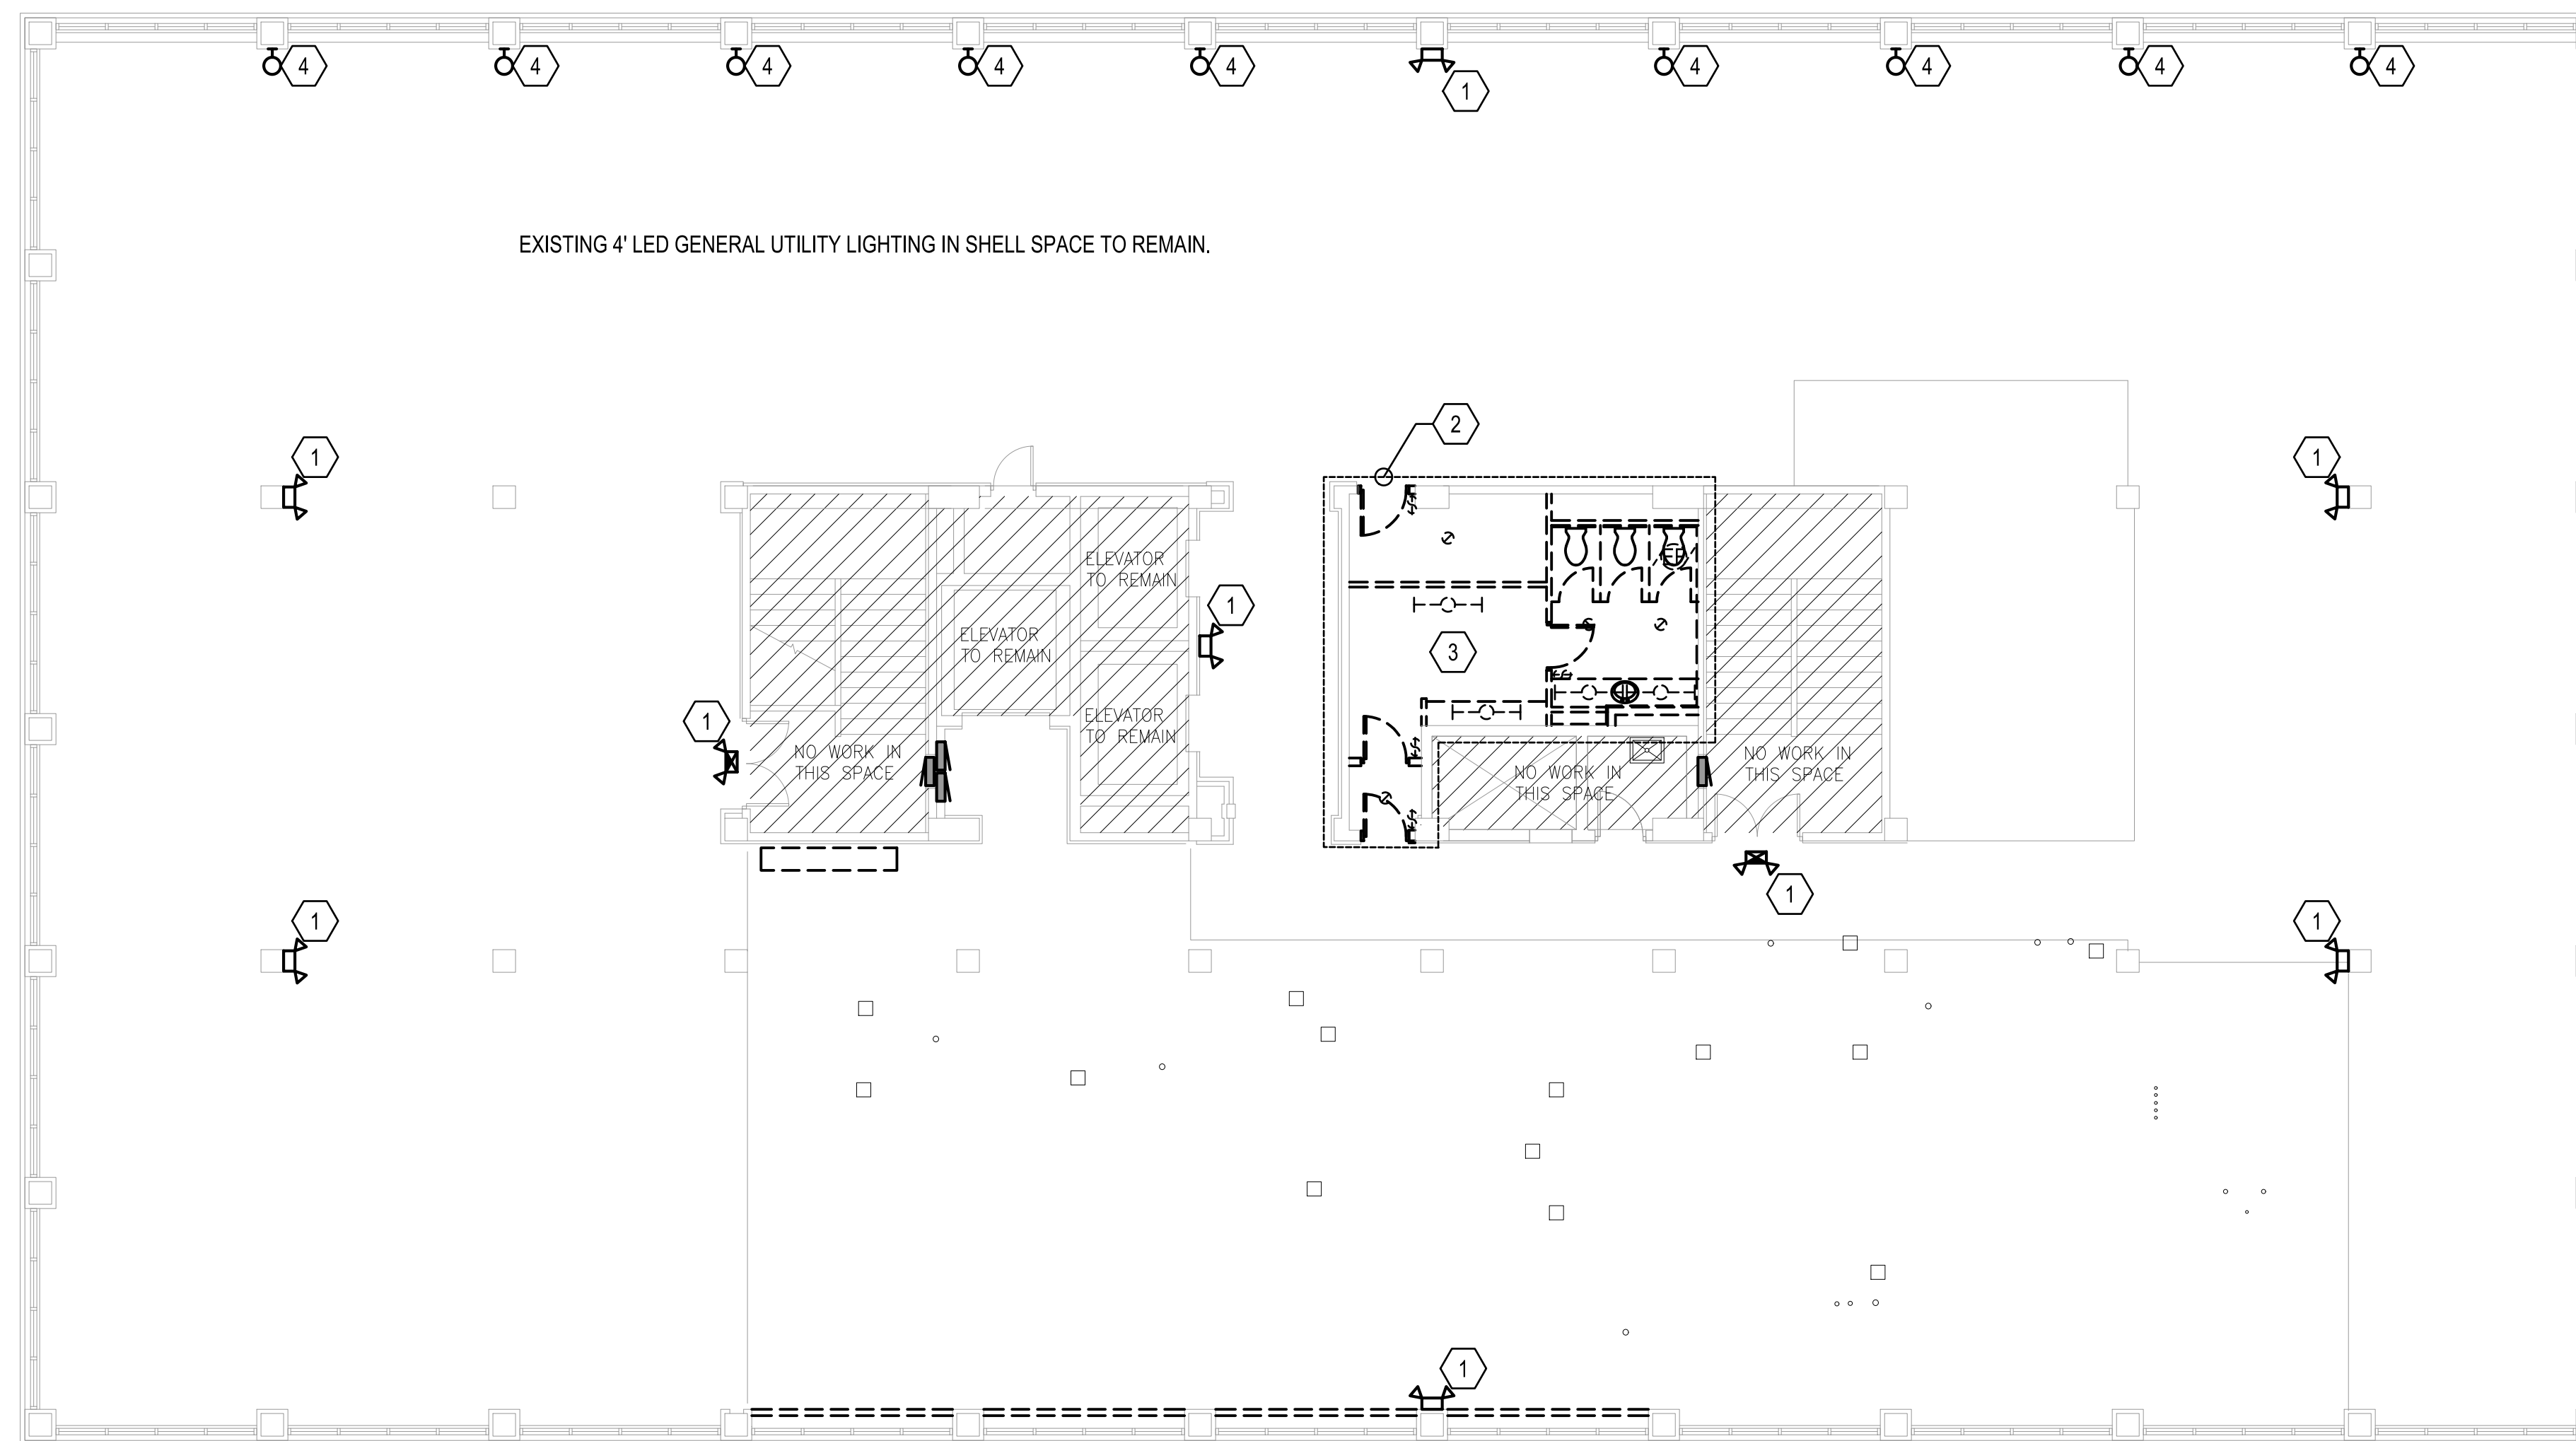 4
4
4
4
4
1
4
4
4
4
EXISTING 4' LED GENERAL UTILITY LIGHTING IN SHELL SPACE TO REMAIN.
2
1
1
ELEVATOR
TO REMAIN
1
ELEVATOR
TO REMAIN
3
1
ELEVATOR
TO REMAIN
NO WORK IN
THIS SPACE
NO WORK IN
THIS SPACE
NO WORK IN
THIS SPACE
1
1
1
1